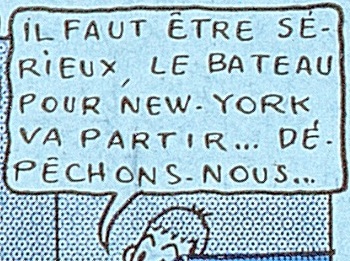 IL FAUT ÊTRE SÉ-
RIEUX, LE BATEAU
POUR NEW-YORK
VA PARTIR... DÉ-
PÊCHONS-NOUS...